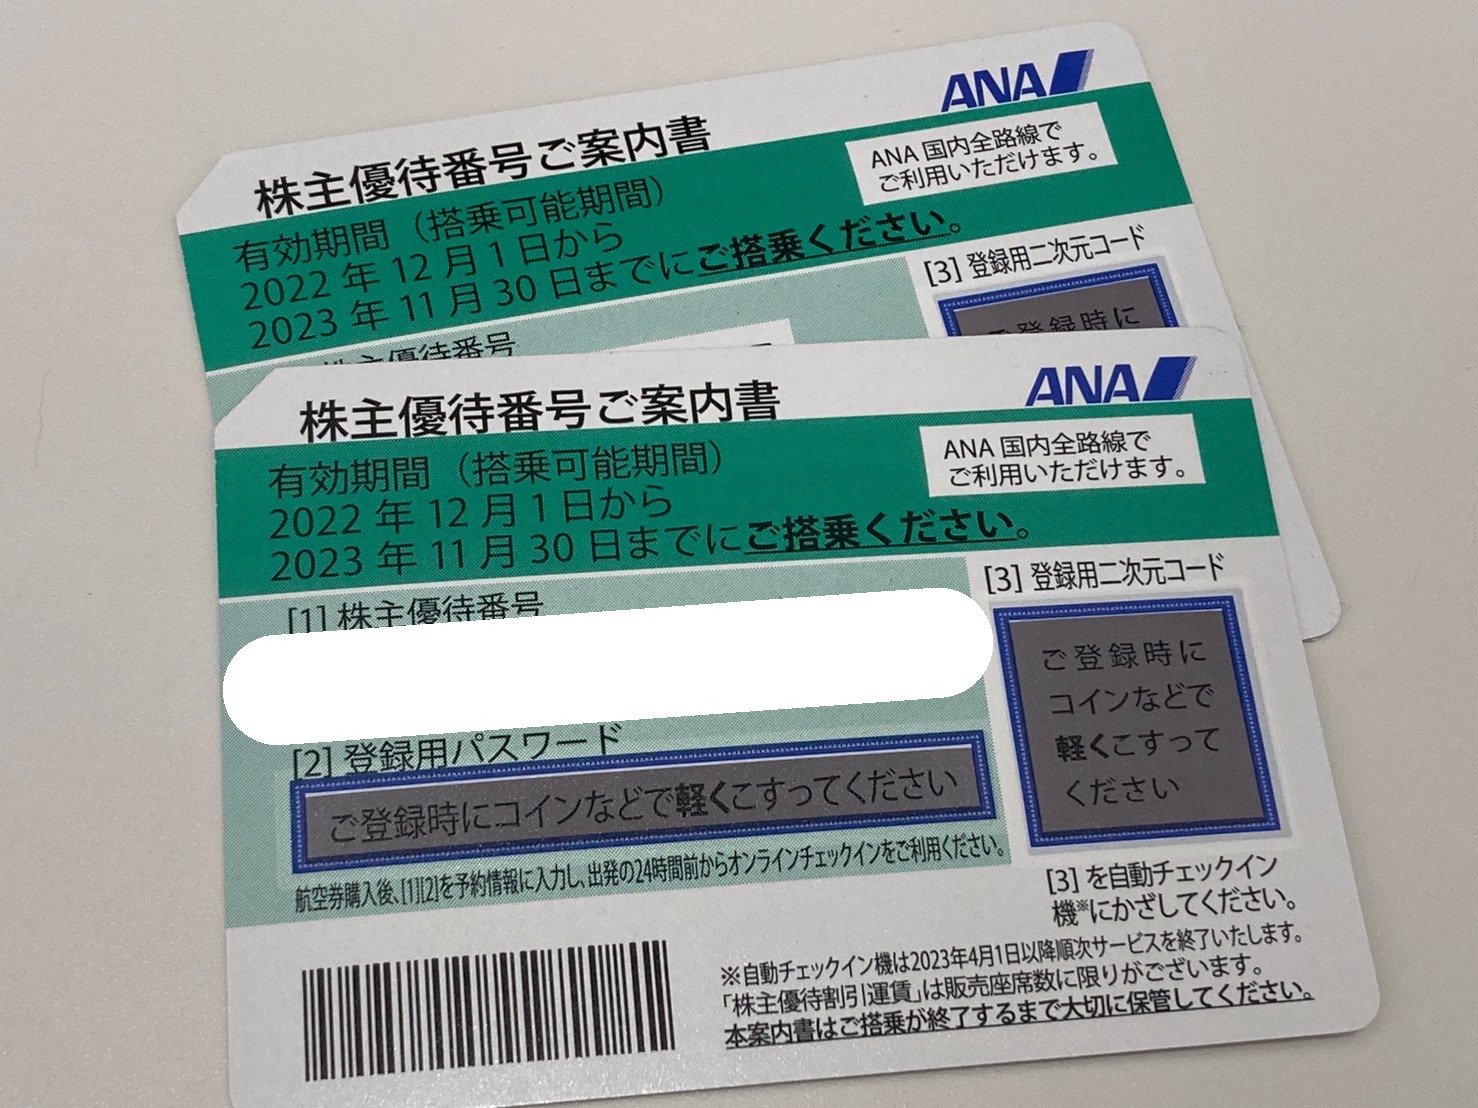 ANA
株主優待番号ご案内書
ANA 国内全路線で
ご利用いただけます。
有効期間（搭乗可能期間）
2022 年 12 月 1 日から
2023 年 11 月 30 日までにご搭乗ください。
[3] 登録用二次元コード
ご登録時に
株主優待番号
ANA
株主優待番号ご案内書
ANA 国内全路線で
ご利用いただけます。
有効期間（搭乗可能期間）
2022 年 12 月 1 日から
2023 年 11 月 30 日までにご搭乗ください。
[1] 株主優待番号
[2] 登録用パスワード
ご登録時にコインなどで軽くこすってください
航空券購入後、[1][2]を予約情報に入力し、出発の24時間前からオンラインチェックインをご利用ください。
[3] 登録用二次元コード
ご登録時に
コインなどで
軽くこすって
ください
[3] を自動チェックイン
機※にかざしてください。
※自動チェックイン機は2023年4月1日以降順次サービスを終了いたします。
「株主優待割引運賃」は販売座席数に限りがございます。
本案内書はご搭乗が終了するまで大切に保管してください。